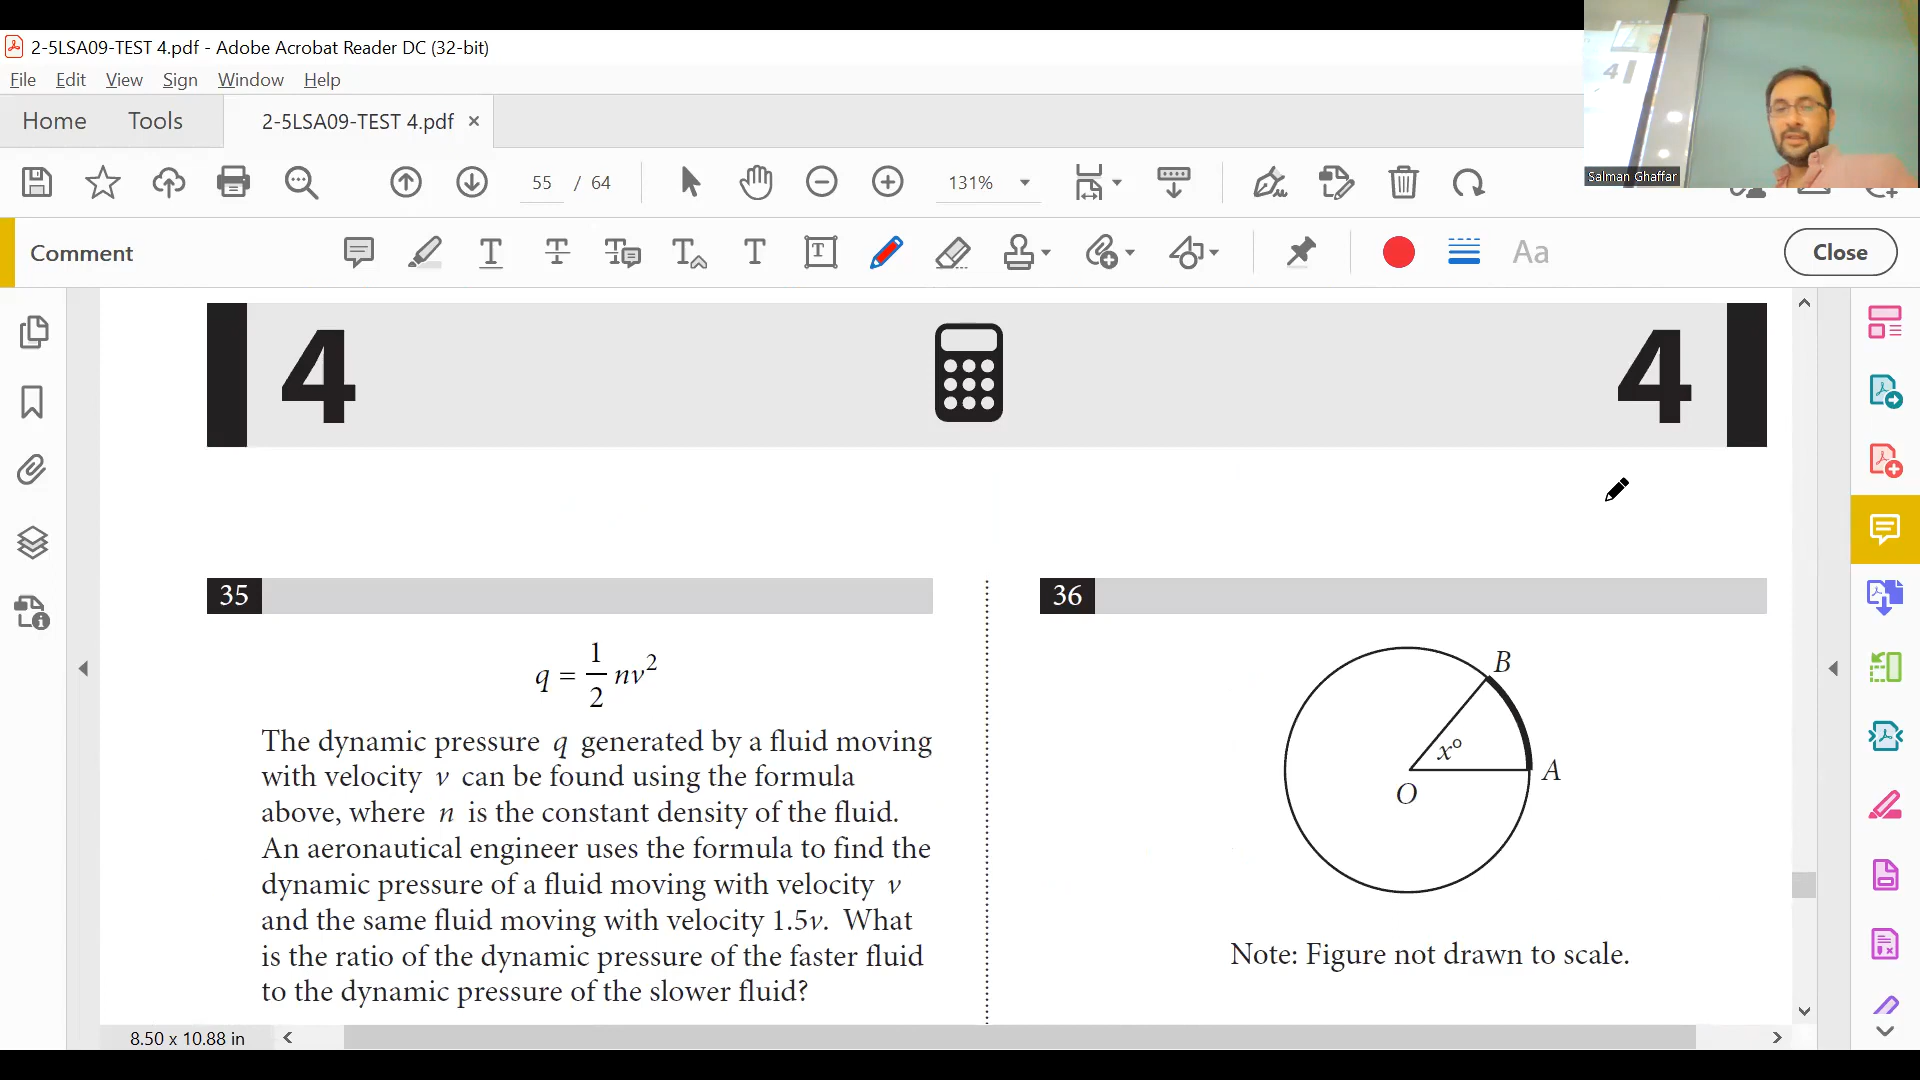 2-5LSA09-TEST 4.pdf - Adobe Acrobat Reader DC (32-bit)
File Edit View Sign Window Help
Home Tools 2-5LSA09-TEST 4.pdf ×
55 / 64 131%
Salman Ghaffar
Comment T T T T T T Aa Close
4 4
35
q = 1/2 nv²
The dynamic pressure q generated by a fluid moving
with velocity v can be found using the formula
above, where n is the constant density of the fluid.
An aeronautical engineer uses the formula to find the
dynamic pressure of a fluid moving with velocity v
and the same fluid moving with velocity 1.5v. What
is the ratio of the dynamic pressure of the faster fluid
to the dynamic pressure of the slower fluid?
36
B
x°
A
O
Note: Figure not drawn to scale.
8.50 x 10.88 in